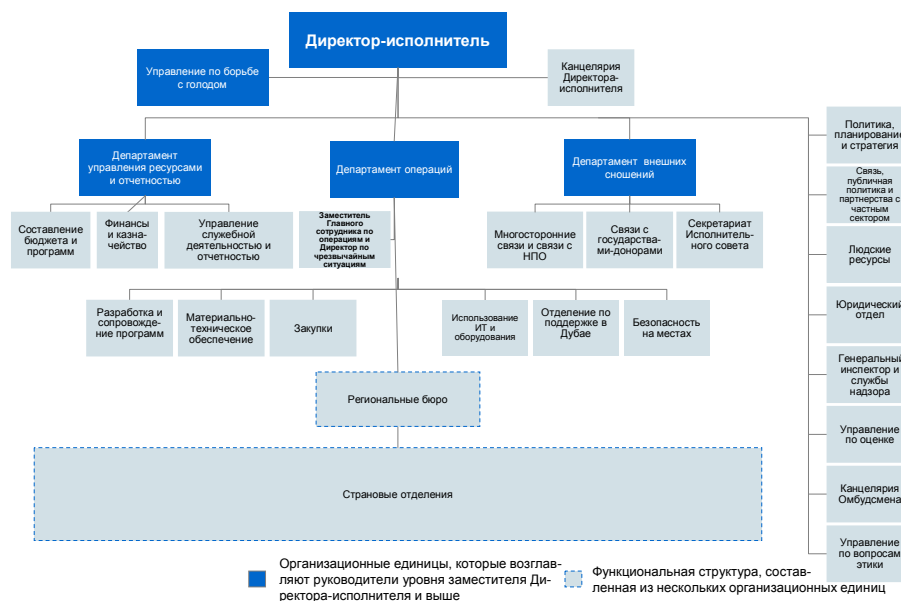 Директор-исполнитель
Управление по борьбе
с голодом
Канцелярия
Директора-
исполнителя
Департамент
управления ресурсами
и отчетностью
Департамент операций
Департамент внешних
сношений
Составление
бюджета и
программ
Финансы
и казна-
чейство
Управление
служебной
деятельностью и
отчетностью
Заместитель
Главного
сотрудника по
операциям и
Директор по
чрезвычайным
ситуациям
Многосторонние
связи и связи с
НПО
Связи с
государства-
ми-донорами
Секретариат
Исполнитель-
ного совета
Разработка и
сопровожде-
ние программ
Материально-
техническое
обеспечение
Закупки
Использование
ИТ и
оборудования
Отделение по
поддержке в
Дубае
Безопасность
на местах
Региональные бюро
Страновые отделения
Политика,
планирование
и стратегия
Связь,
публичная
политика и
партнерства с
частным
сектором
Людские
ресурсы
Юридический
отдел
Генеральный
инспектор и
службы
надзора
Управление
по оценке
Канцелярия
Омбудсмена
Управление
по вопросам
этики
Организационные единицы, которые возглав-
ляют руководители уровня заместителя Ди-
ректора-исполнителя и выше
Функциональная структура, состав-
ленная из нескольких организационных единиц